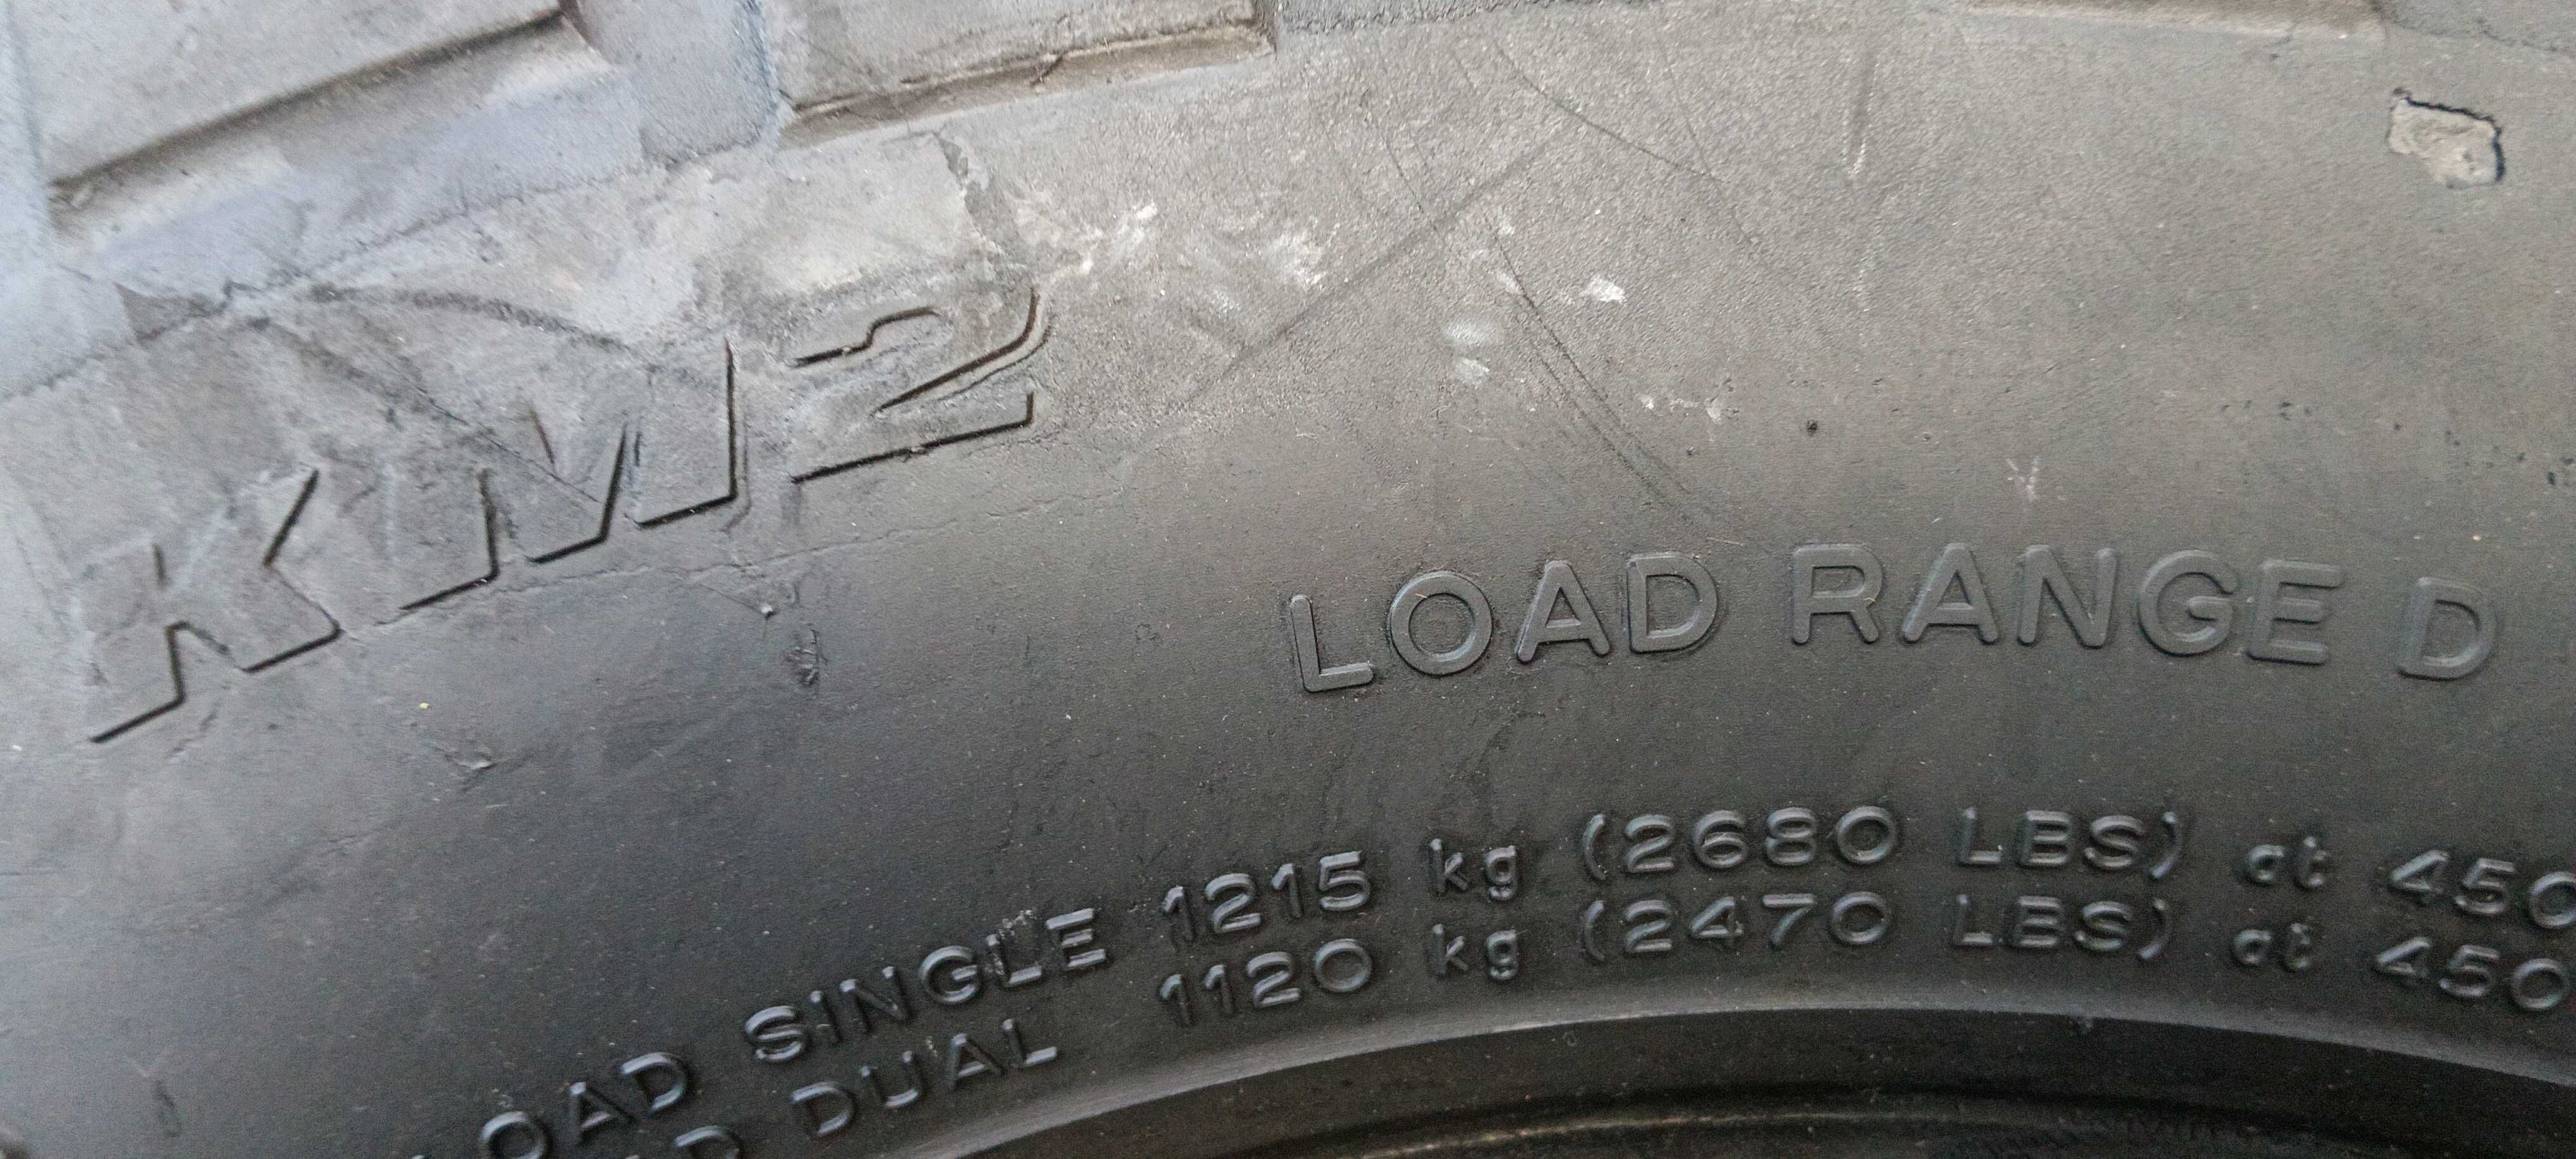 KM2
LOAD RANGE D
LOAD SINGLE 1215 kg (2680 LBS) at 450
DUAL 1120 kg (2470 LBS) at 450